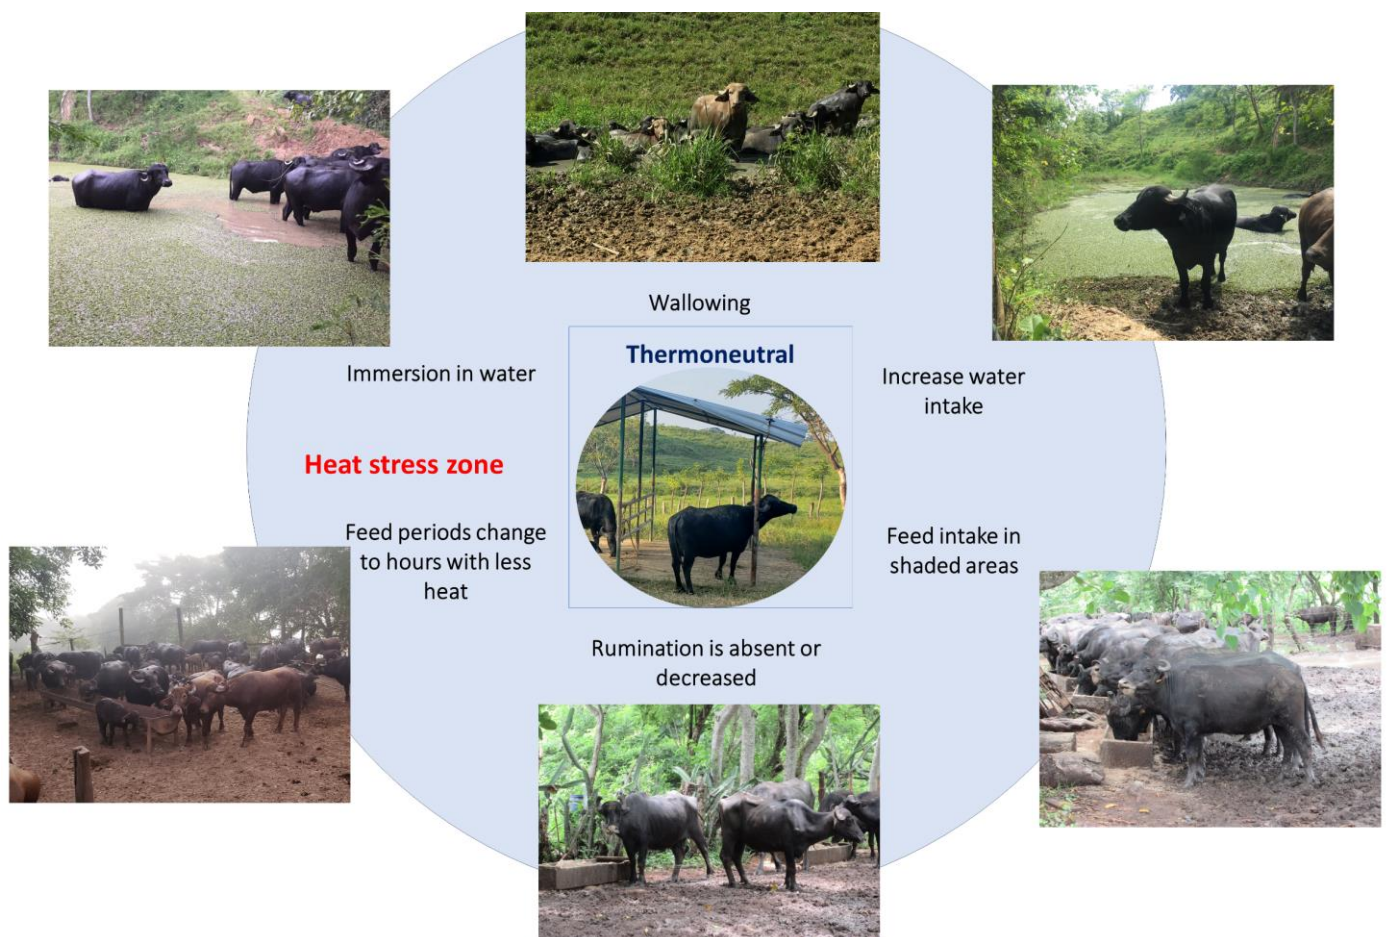 Wallowing
Thermoneutral
Immersion in water
Increase water
intake
Heat stress zone
Feed periods change
to hours with less
heat
Feed intake in
shaded areas
Rumination is absent or
decreased